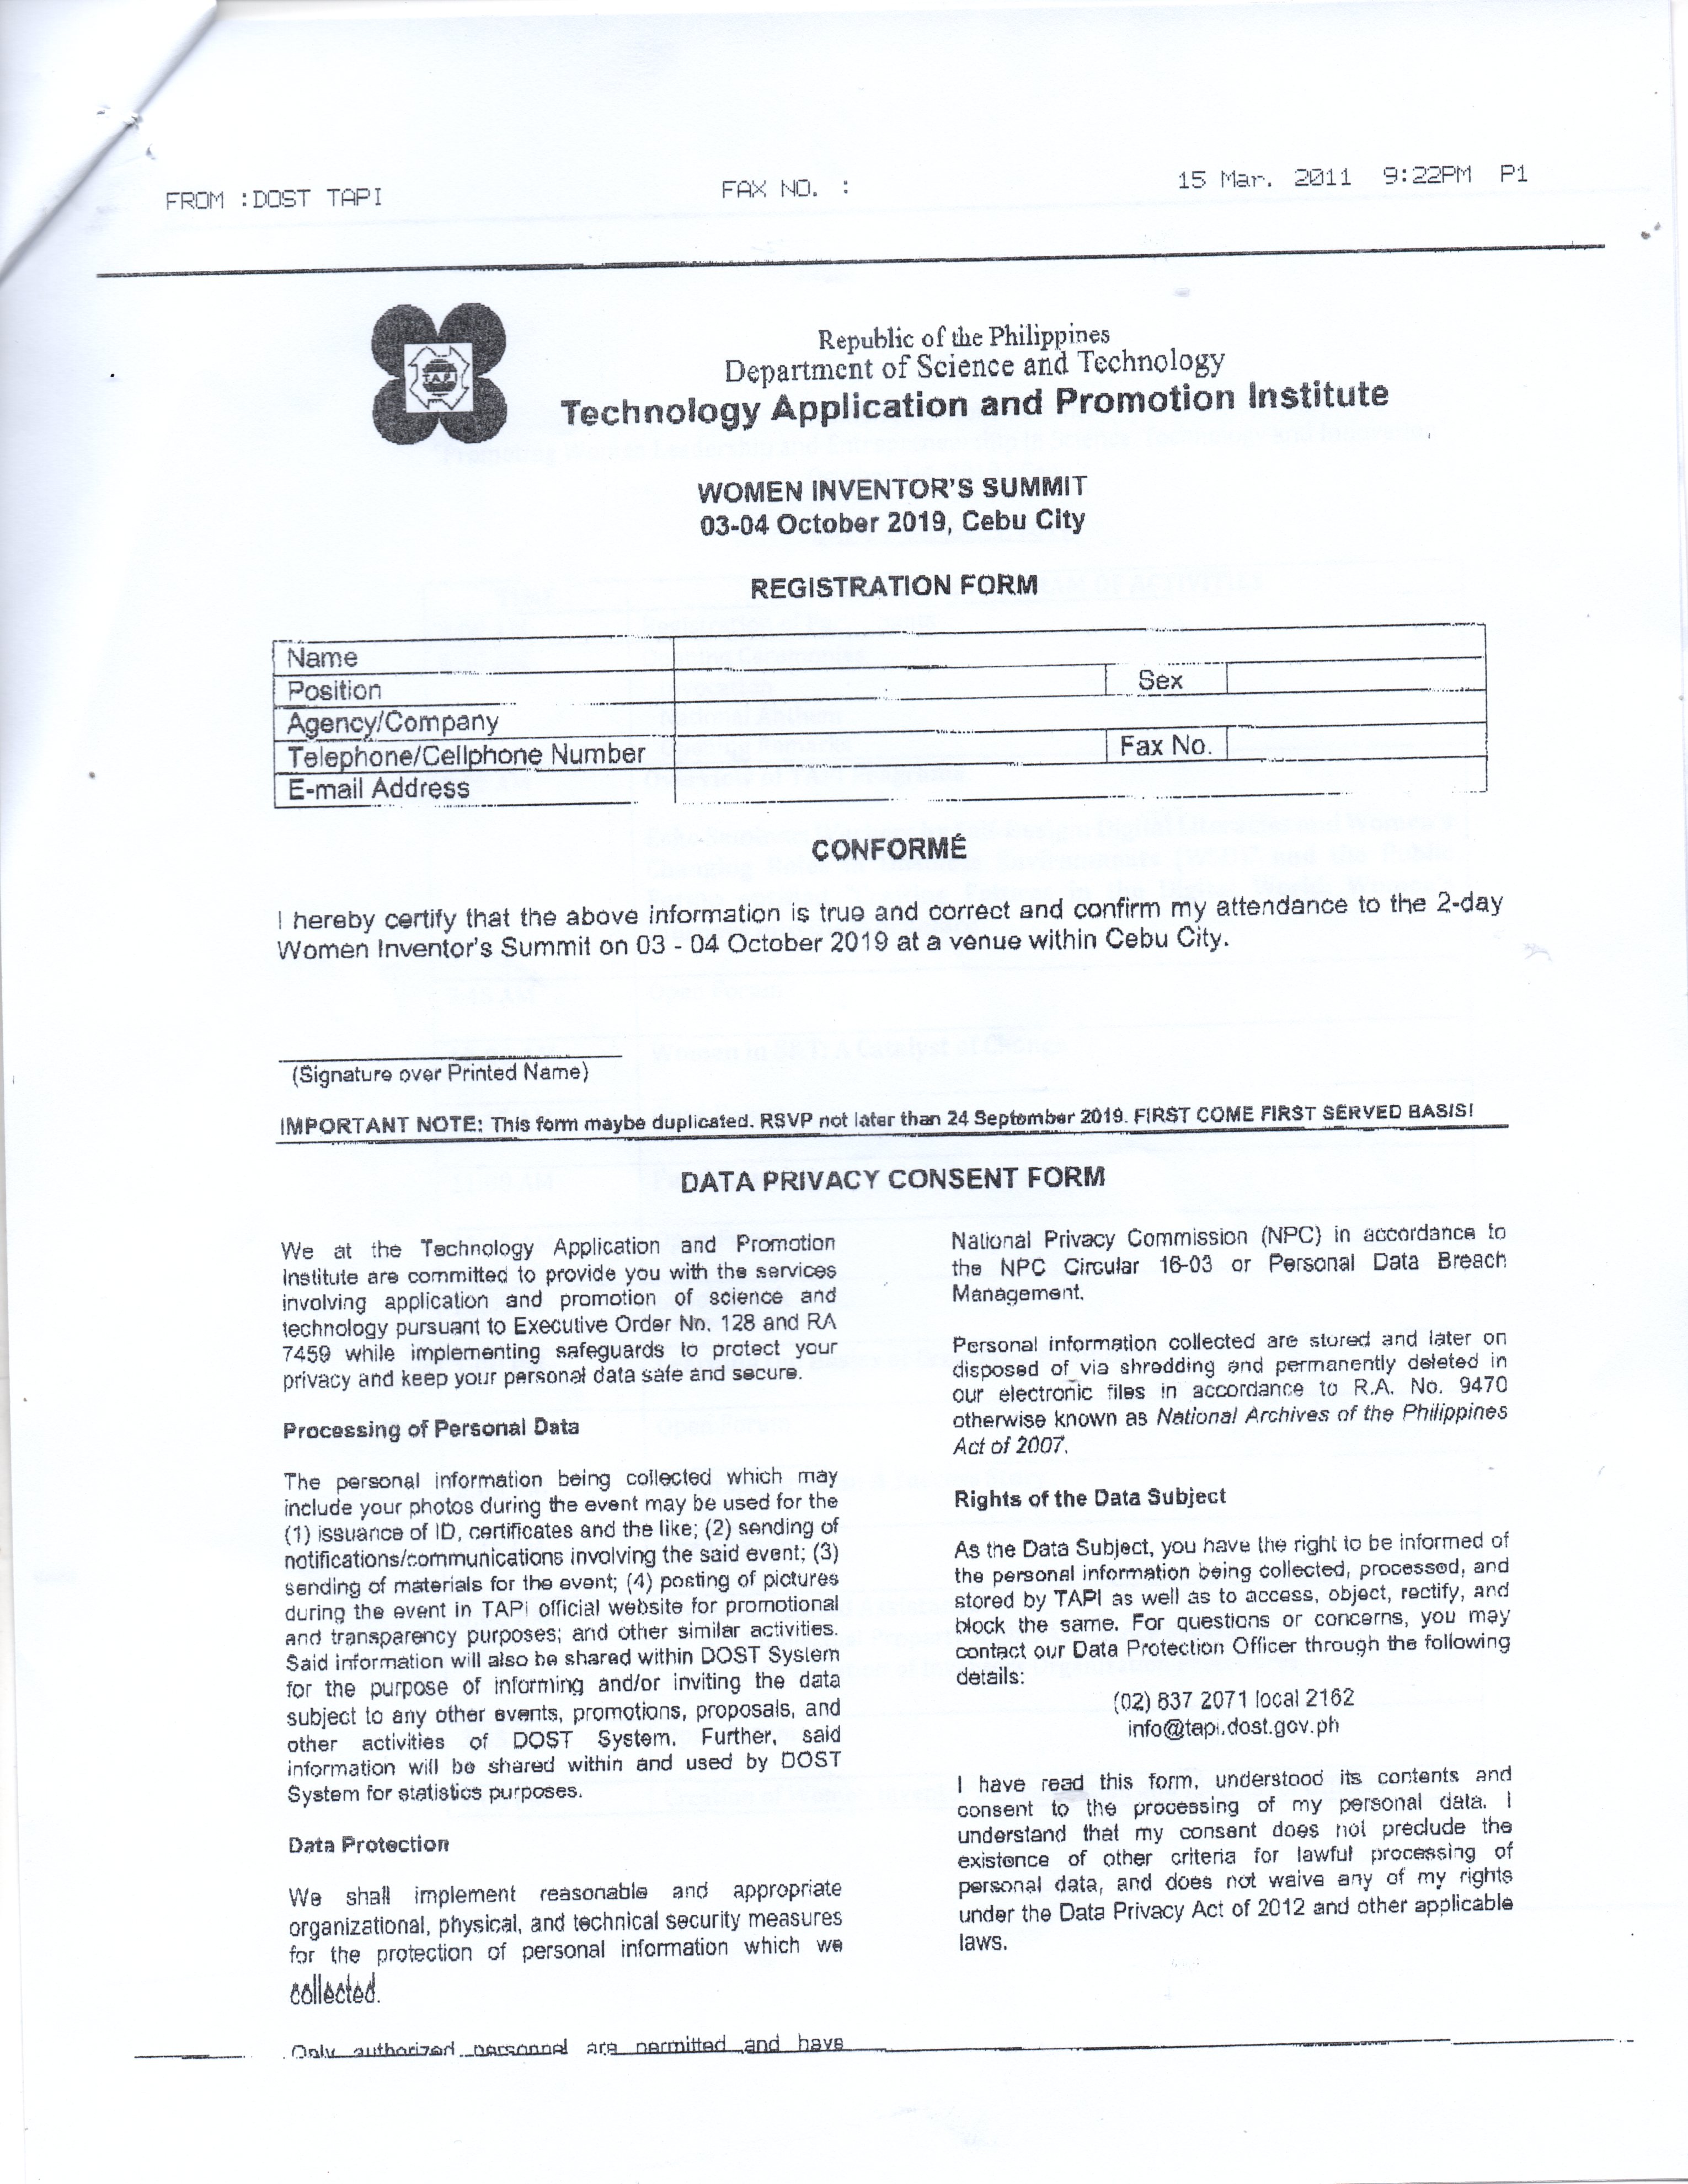 FROM :DOST TAPI
FAX NO. :
15 Mar. 2011 9:22PM P1
TAPI
Republic of the Philippines
Department of Science and Technology
Technology Application and Promotion Institute
WOMEN INVENTOR'S SUMMIT
03-04 October 2019, Cebu City
REGISTRATION FORM
Name
Position
Sex
Agency/Company
Telephone/Cellphone Number
Fax No.
E-mail Address
CONFORMÉ
I hereby certify that the above information is true and correct and confirm my attendance to the 2-day
Women Inventor's Summit on 03 - 04 October 2019 at a venue within Cebu City.
(Signature over Printed Name)
IMPORTANT NOTE: This form maybe duplicated. RSVP not later than 24 September 2019. FIRST COME FIRST SERVED BASIS!
DATA PRIVACY CONSENT FORM
We at the Technology Application and Promotion
Institute are committed to provide you with the services
involving application and promotion of science and
technology pursuant to Executive Order No. 128 and RA
7459 while implementing safeguards to protect your
privacy and keep your personal data safe and secure.
Processing of Personal Data
The personal information being collected which may
include your photos during the event may be used for the
(1) issuance of ID, certificates and the like; (2) sending of
notifications/communications involving the said event; (3)
sending of materials for the event; (4) posting of pictures
during the event in TAPi official website for promotional
and transparency purposes; and other similar activities.
Said information will also be shared within DOST System
for the purpose of informing and/or inviting the data
subject to any other events, promotions, proposals, and
other activities of DOST System. Further, said
information will be shared within and used by DOST
System for statistics purposes.
Data Protection
We shall implement reasonable and appropriate
organizational, physical, and technical security measures
for the protection of personal information which we
collected.
Only authorized personnel are permitted and have
National Privacy Commission (NPC) in accordance to
the NPC Circular 16-03 or Personal Data Breach
Management.
Personal information collected are stored and later on
disposed of via shredding and permanently deleted in
our electronic files in accordance to R.A. No. 9470
otherwise known as National Archives of the Philippines
Act of 2007.
Rights of the Data Subject
As the Data Subject, you have the right to be informed of
the personal information being collected, processed, and
stored by TAPI as well as to access, object, rectify, and
block the same. For questions or concerns, you may
contact our Data Protection Officer through the following
details:
(02) 837 2071 local 2162
info@tapi.dost.gov.ph
I have read this form, understood its contents and
consent to the processing of my personal data. I
understand that my consent does not preclude the
existence of other criteria for lawful processing of
personal data, and does not waive any of my rights
under the Data Privacy Act of 2012 and other applicable
laws.